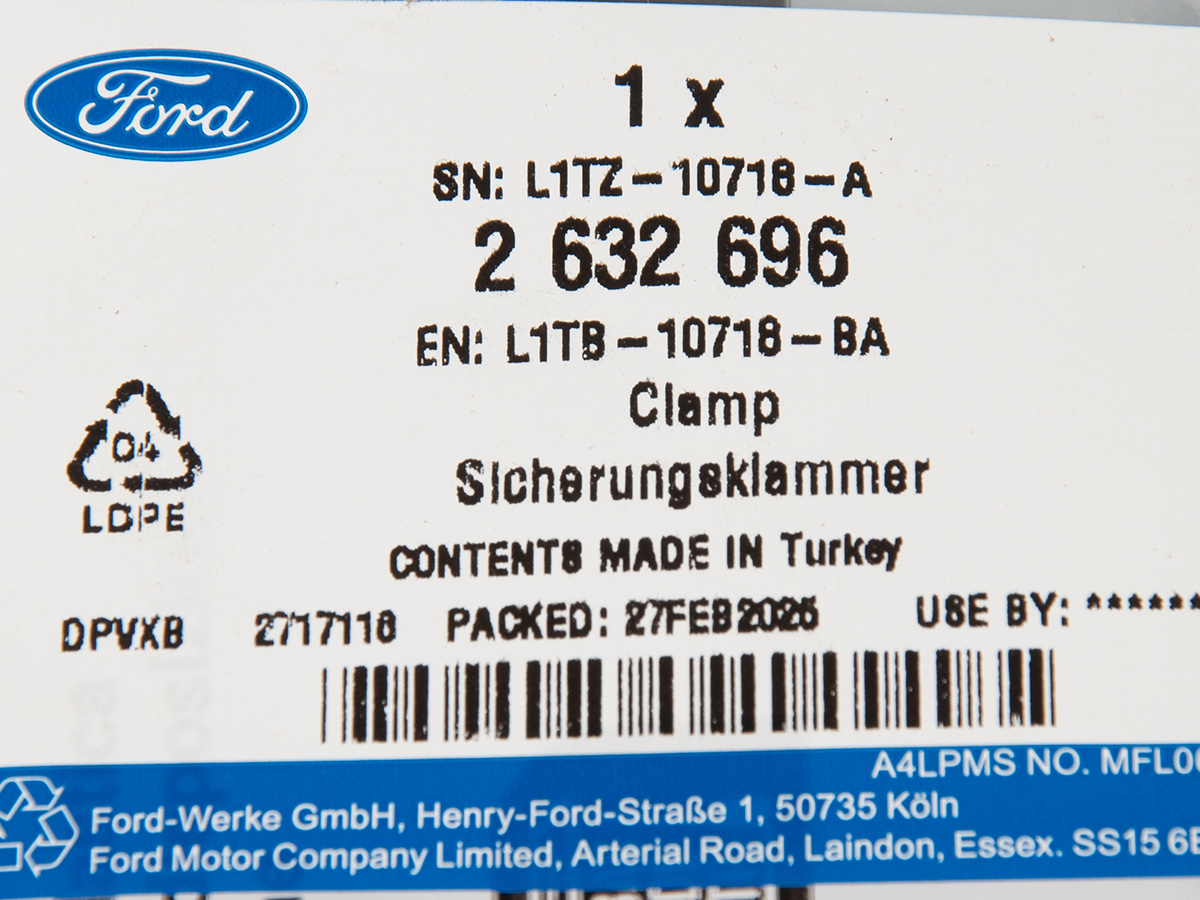 Ford
1 x
SN: L1TZ-10718-A
2 632 696
EN: L1TB-10718-BA
Clamp
Sicherungsklammer
04
LDPE
CONTENTS MADE IN Turkey
DPVXB 2717118 PACKED: 27FEB2025 USE BY: ******
A4LPMS NO. MFL00
Ford-Werke GmbH, Henry-Ford-Straße 1, 50735 Köln
Ford Motor Company Limited, Arterial Road, Laindon, Essex. SS15 6E